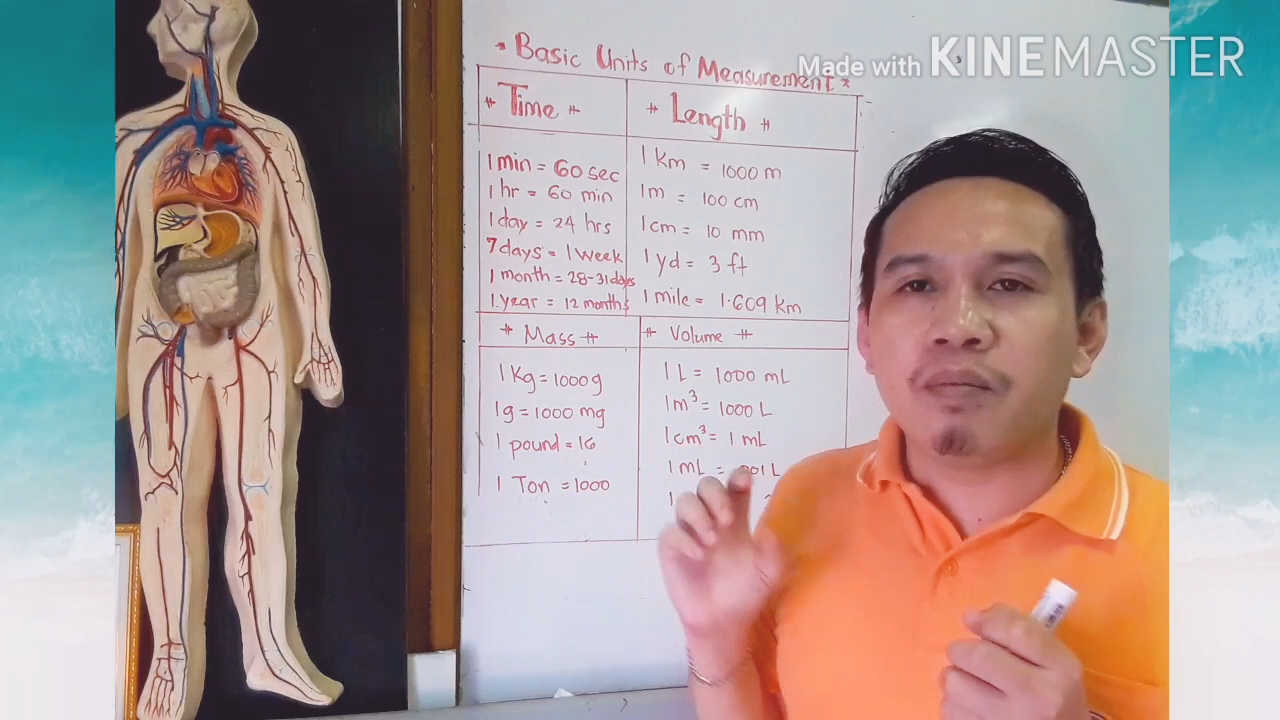 * Basic Units of Measurement *
Made with KINEMASTER
# Time #
1 min = 60 sec
1 hr = 60 min
1 day = 24 hrs
7 days = 1 week
1 month = 28-31 days
1 year = 12 months
# Length #
1 Km = 1000 m
1 m = 100 cm
1 cm = 10 mm
1 yd = 3 ft
1 mile = 1.609 Km
# Mass #
1 Kg = 1000 g
1 g = 1000 mg
1 pound = 16
1 Ton = 1000
# Volume #
1 L = 1000 mL
1 m³ = 1000 L
1 cm³ = 1 mL
1 mL = 001 L
1